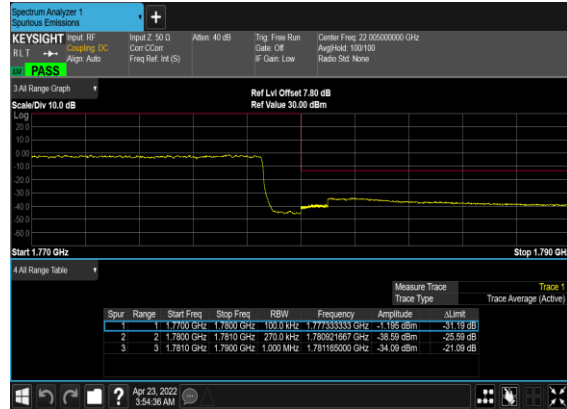 Spectrum Analyzer 1
Spurious Emissions
KEYSIGHT
RLT
Input: RF
Coupling: DC
Align: Auto
Input Z: 50 Ω
Corr CCorr
Freq Ref: Int (S)
Atten: 40 dB
Trig: Free Run
Gate: Off
IF Gain: Low
Center Freq: 22.005000000 GHz
Avg|Hold: 100/100
Radio Std: None
PASS
3 All Range Graph
Scale/Div 10.0 dB
Ref Lvl Offset 7.80 dB
Ref Value 30.00 dBm
Log
20.0
10.0
0.00
-10.0
-20.0
-30.0
-40.0
-50.0
-60.0
Start 1.770 GHz
Stop 1.790 GH
4 All Range Table
Measure Trace Trace 1
Trace Type Trace Average (Active)
Spur Range Start Freq Stop Freq RBW Frequency Amplitude ΔLimit
1 1 1.7700 GHz 1.7800 GHz 100.0 kHz 1.777333333 GHz -1.195 dBm -31.19 dB
2 2 1.7800 GHz 1.7810 GHz 270.0 kHz 1.780921667 GHz -38.59 dBm -25.59 dB
3 3 1.7810 GHz 1.7900 GHz 1.000 MHz 1.781165000 GHz -34.09 dBm -21.09 dB
?
Apr 23, 2022
3:54:36 AM